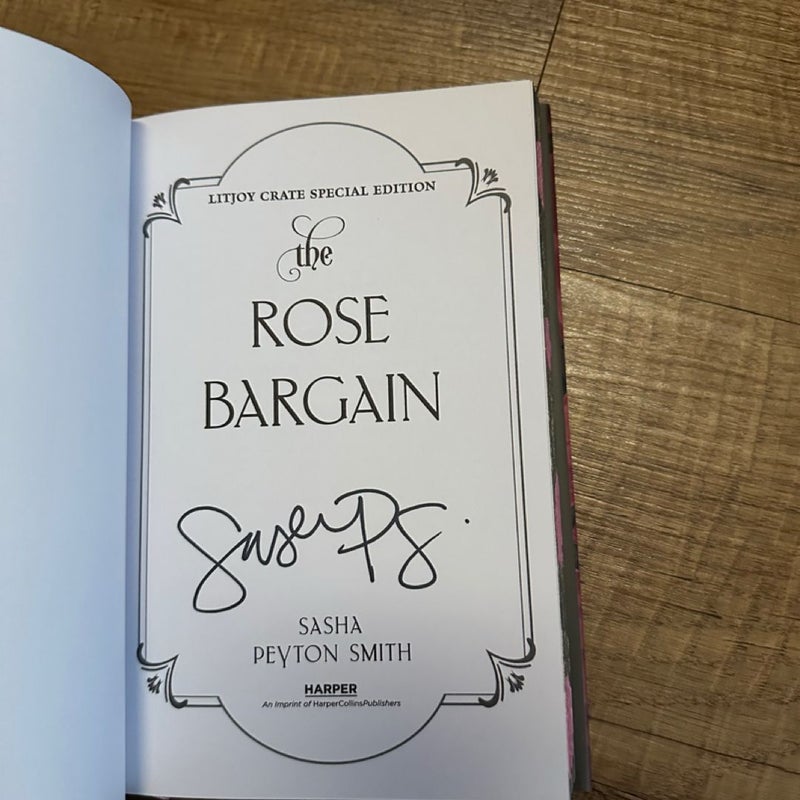 LITJOY CRATE SPECIAL EDITION
the
ROSE
BARGAIN
SASHA
PEYTON SMITH
HARPER
An Imprint of HarperCollinsPublishers